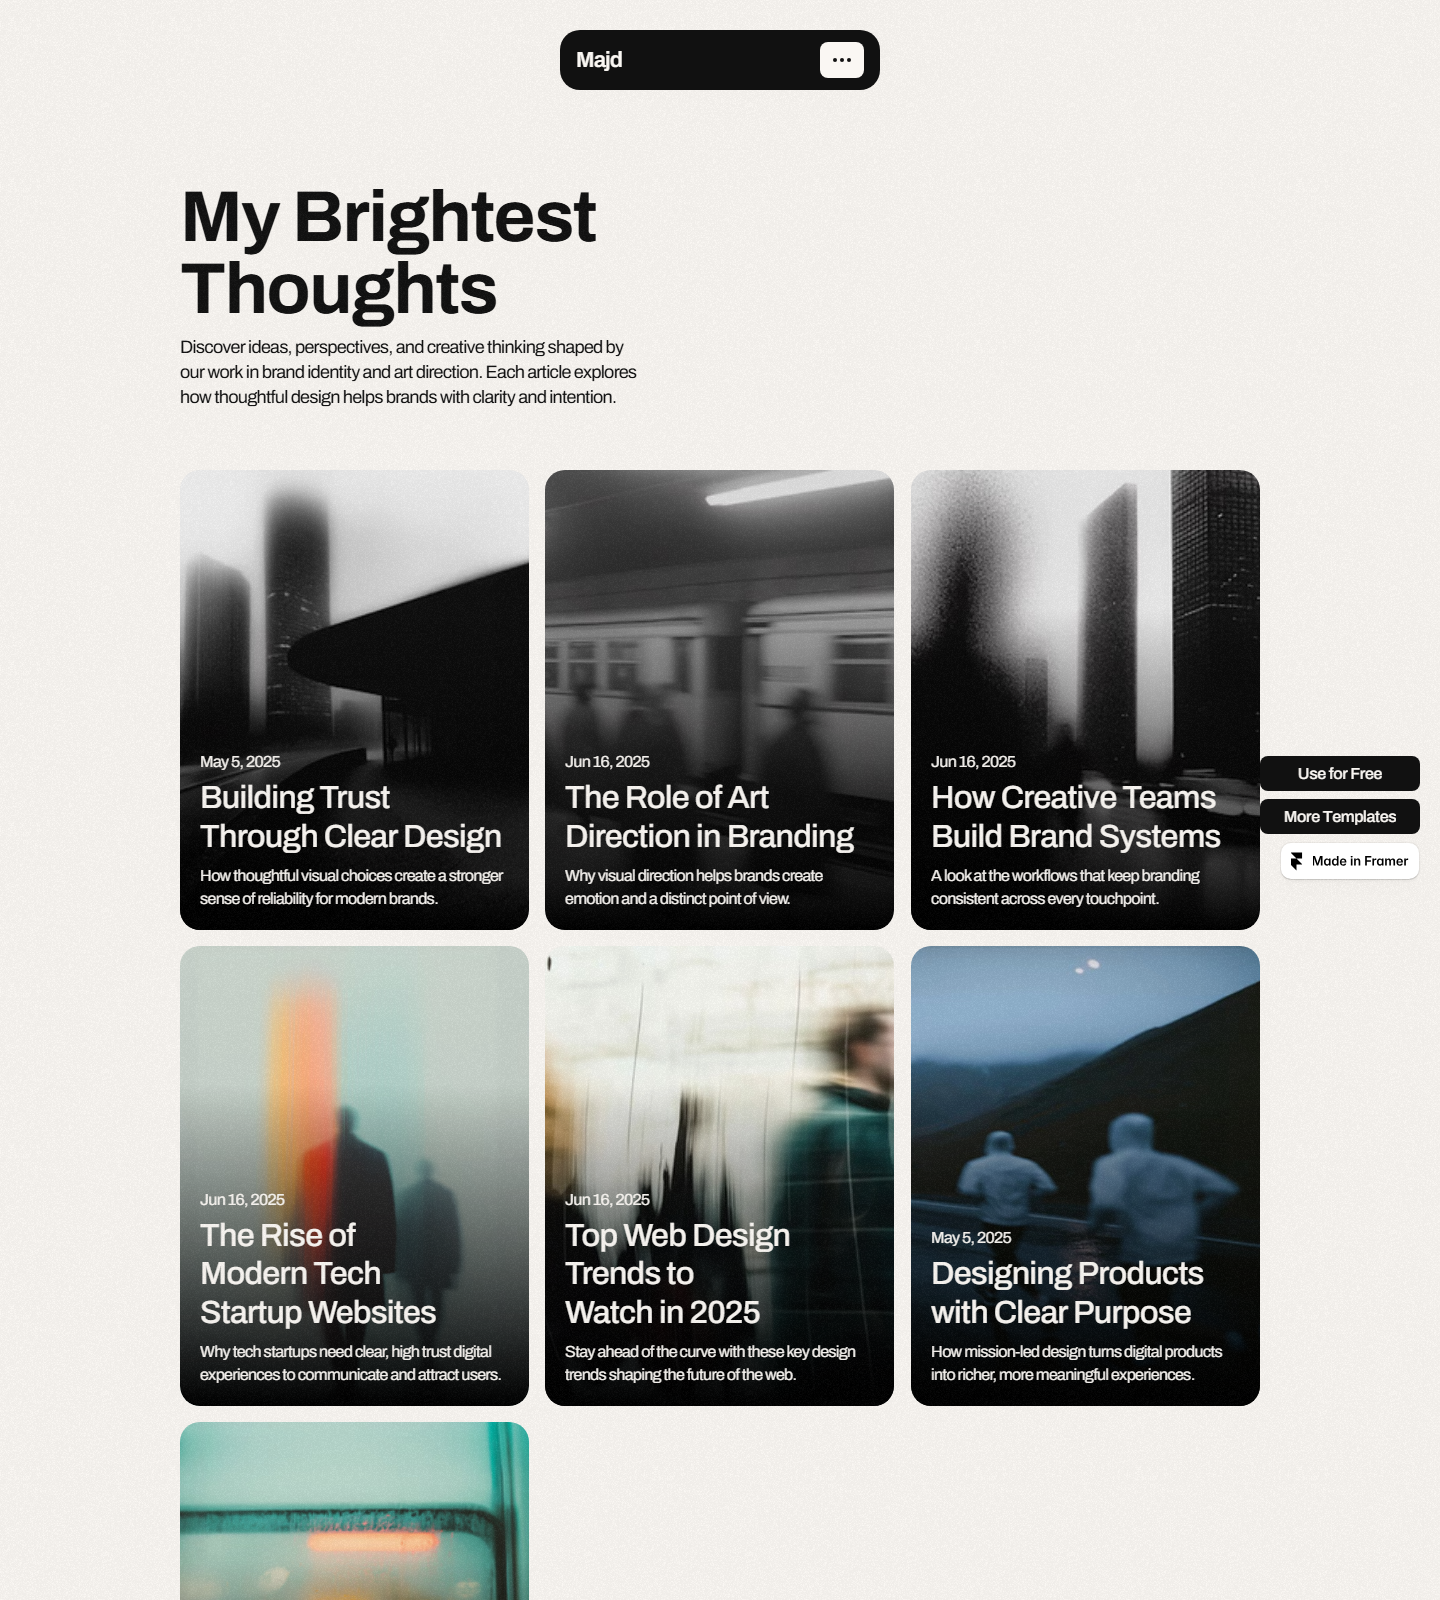 Majd
My Brightest
Thoughts
Discover ideas, perspectives, and creative thinking shaped by
our work in brand identity and art direction. Each article explores
how thoughtful design helps brands with clarity and intention.
May 5, 2025
Building Trust
Through Clear Design
How thoughtful visual choices create a stronger
sense of reliability for modern brands.
Jun 16, 2025
The Role of Art
Direction in Branding
Why visual direction helps brands create
emotion and a distinct point of view.
Jun 16, 2025
How Creative Teams
Build Brand Systems
A look at the workflows that keep branding
consistent across every touchpoint.
Use for Free
More Templates
Made in Framer
Jun 16, 2025
The Rise of
Modern Tech
Startup Websites
Why tech startups need clear, high trust digital
experiences to communicate and attract users.
Jun 16, 2025
Top Web Design
Trends to
Watch in 2025
Stay ahead of the curve with these key design
trends shaping the future of the web.
May 5, 2025
Designing Products
with Clear Purpose
How mission-led design turns digital products
into richer, more meaningful experiences.